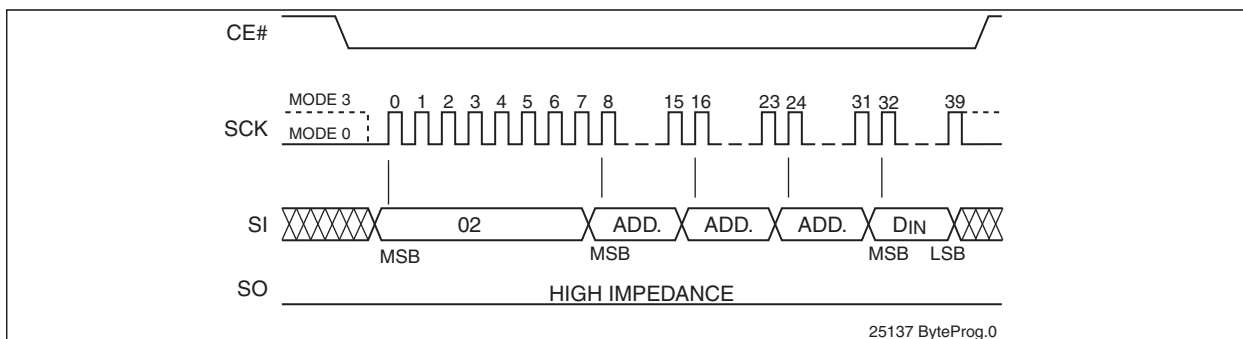 CE#
MODE 3 0 1 2 3 4 5 6 7 8 15 16 23 24 31 32 39
SCK MODE 0
SI 02 ADD. ADD. ADD. DIN
MSB MSB MSB LSB
SO HIGH IMPEDANCE
25137 ByteProg.0